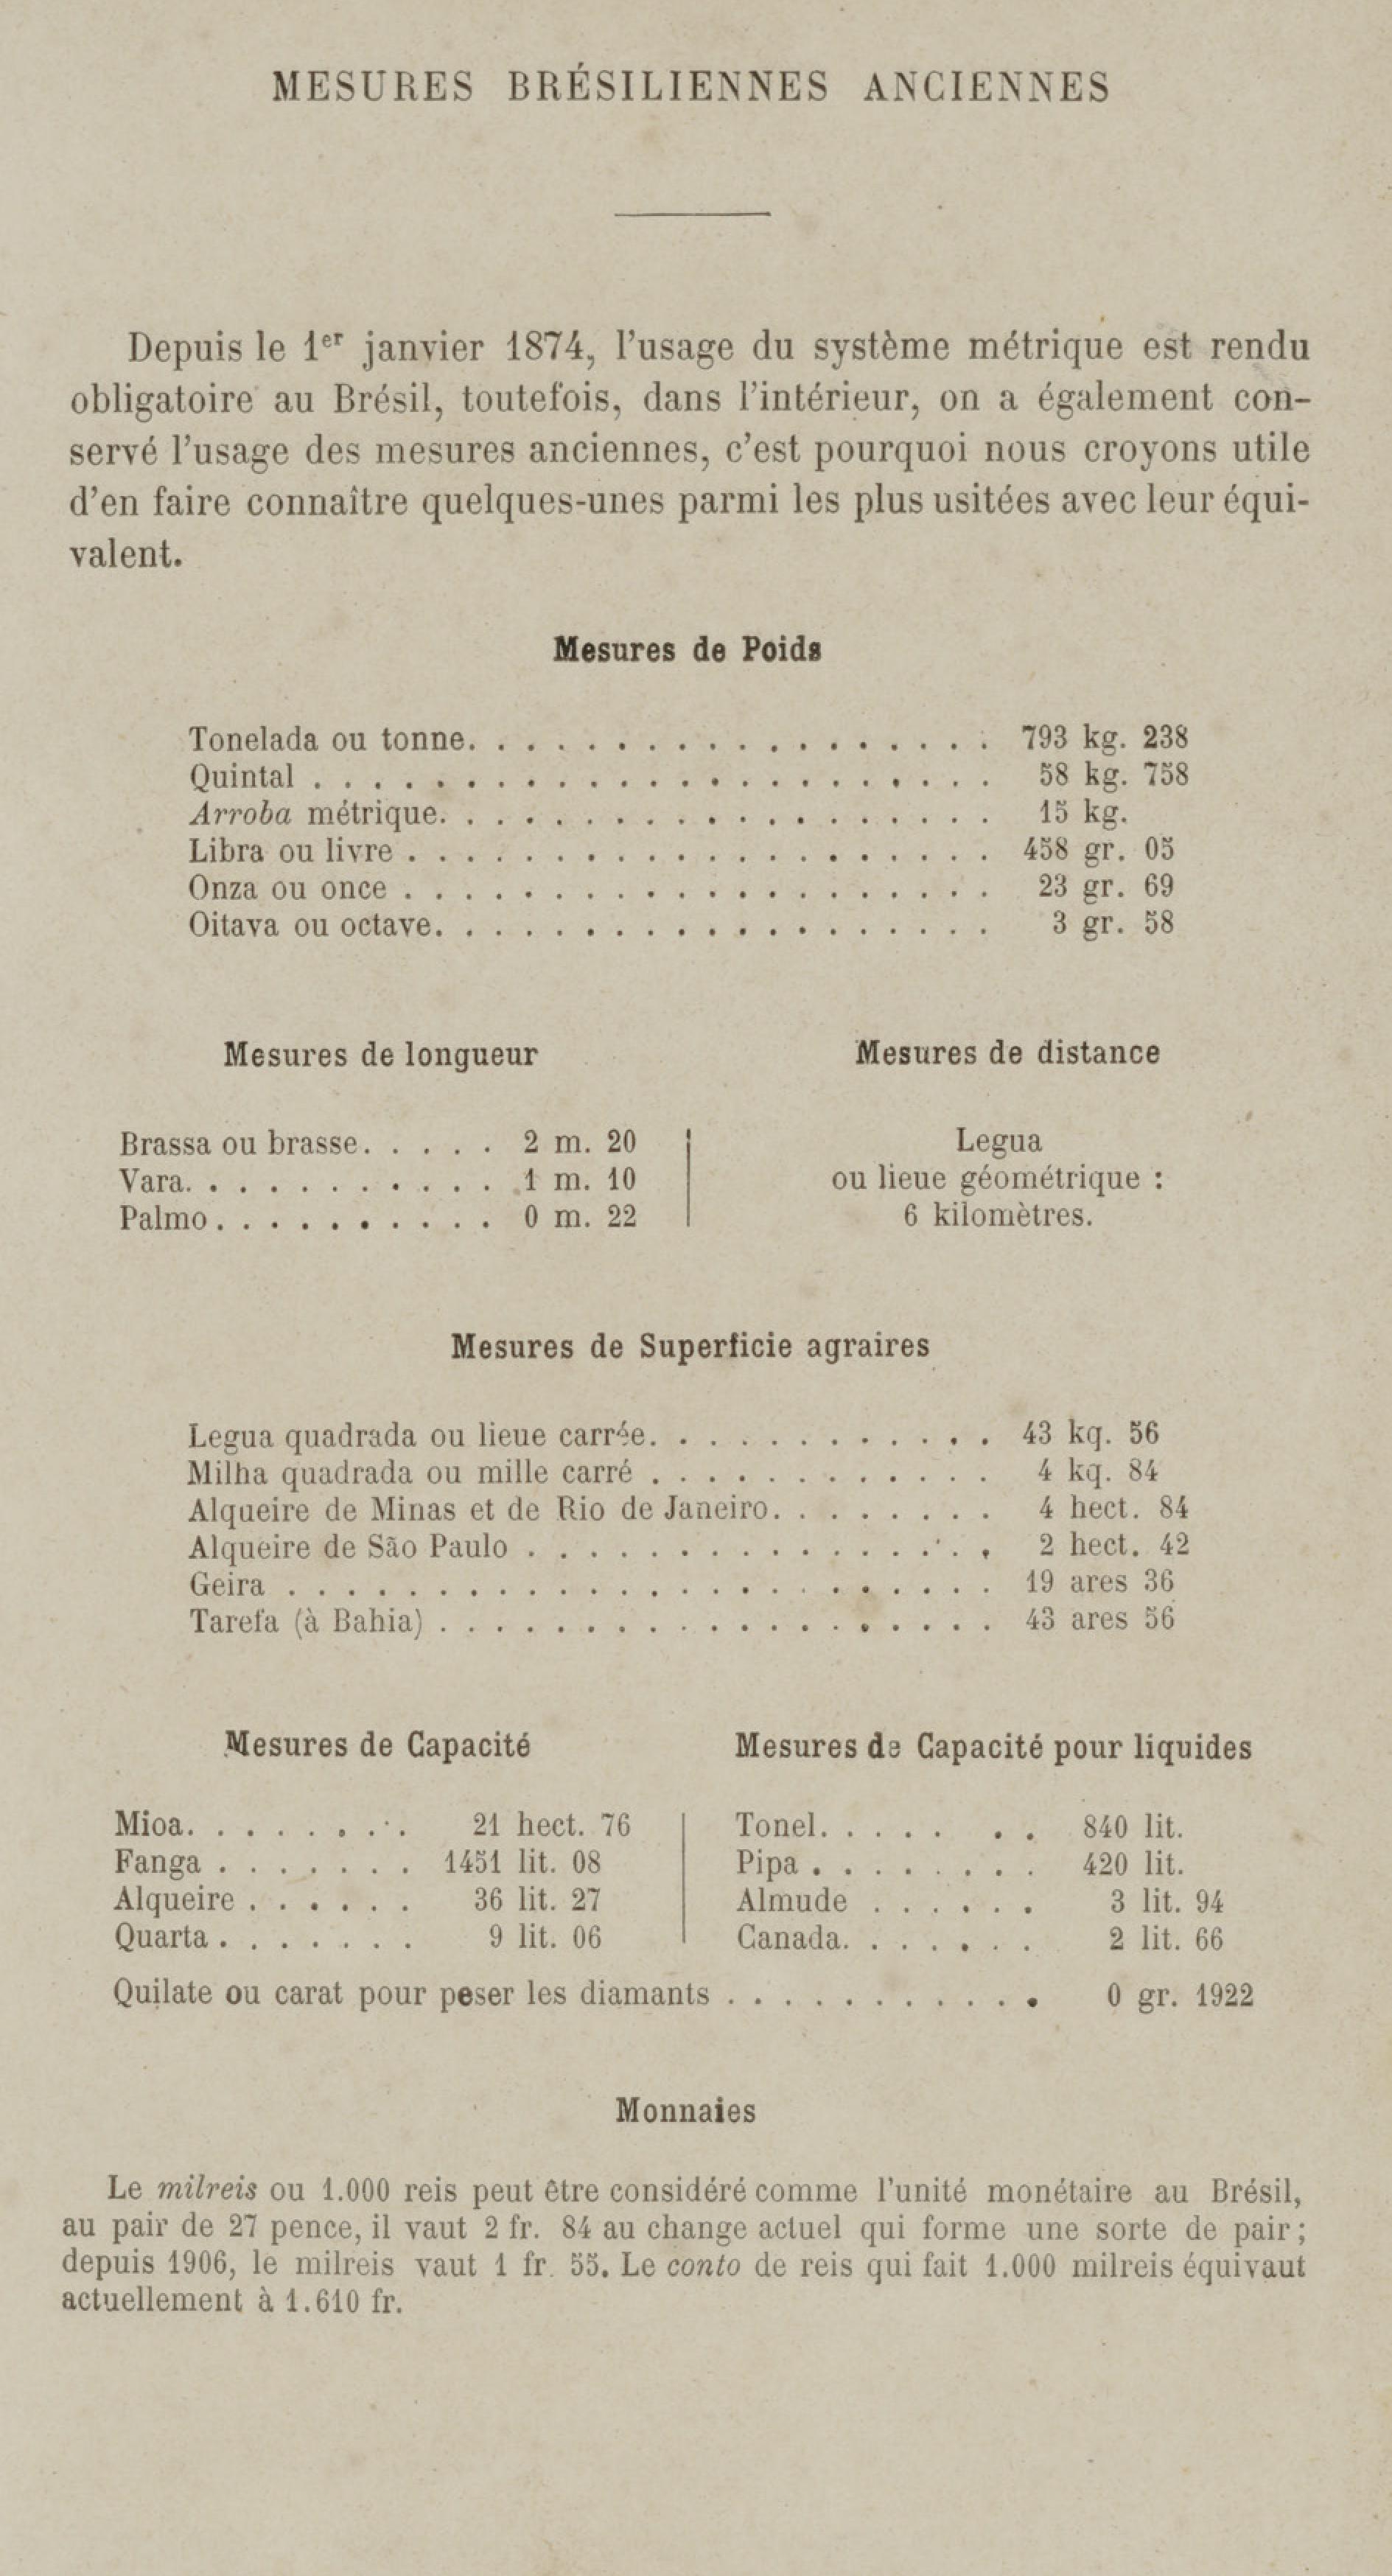 MESURES BRÉSILIENNES ANCIENNES
Depuis le 1er janvier 1874, l'usage du système métrique est rendu
obligatoire au Brésil, toutefois, dans l'intérieur, on a également con-
servé l'usage des mesures anciennes, c'est pourquoi nous croyons utile
d'en faire connaître quelques-unes parmi les plus usitées avec leur équi-
valent.
Mesures de Poids
Tonelada ou tonne. . . . . . . . . . . . . . . . . . 793 kg. 238
Quintal . . . . . . . . . . . . . . . . . . . . . . . 58 kg. 758
Arroba métrique. . . . . . . . . . . . . . . . . . . 15 kg.
Libra ou livre . . . . . . . . . . . . . . . . . . . . 458 gr. 05
Onza ou once . . . . . . . . . . . . . . . . . . . . 23 gr. 69
Oitava ou octave. . . . . . . . . . . . . . . . . . . 3 gr. 58
Mesures de longueur
Brassa ou brasse. . . . . 2 m. 20
Vara. . . . . . . . . . . 1 m. 10
Palmo . . . . . . . . . . 0 m. 22
Mesures de distance
Legua
ou lieue géométrique :
6 kilomètres.
Mesures de Superficie agraires
Legua quadrada ou lieue carrée. . . . . . . . . . . . 43 kq. 56
Milha quadrada ou mille carré . . . . . . . . . . . . 4 kq. 84
Alqueire de Minas et de Rio de Janeiro. . . . . . . . 4 hect. 84
Alqueire de São Paulo . . . . . . . . . . . . . . . . 2 hect. 42
Geira . . . . . . . . . . . . . . . . . . . . . . . . 19 ares 36
Tarefa (à Bahia) . . . . . . . . . . . . . . . . . . . 43 ares 56
Mesures de Capacité
Mioa. . . . . . . . . 21 hect. 76
Fanga . . . . . . . 1451 lit. 08
Alqueire . . . . . . 36 lit. 27
Quarta . . . . . . . 9 lit. 06
Mesures de Capacité pour liquides
Tonel. . . . . . . 840 lit.
Pipa . . . . . . . . 420 lit.
Almude . . . . . . 3 lit. 94
Canada. . . . . . . 2 lit. 66
Quilate ou carat pour peser les diamants . . . . . . . . . . . 0 gr. 1922
Monnaies
Le milreis ou 1.000 reis peut être considéré comme l'unité monétaire au Brésil,
au pair de 27 pence, il vaut 2 fr. 84 au change actuel qui forme une sorte de pair ;
depuis 1906, le milreis vaut 1 fr. 55. Le conto de reis qui fait 1.000 milreis équivaut
actuellement à 1.610 fr.